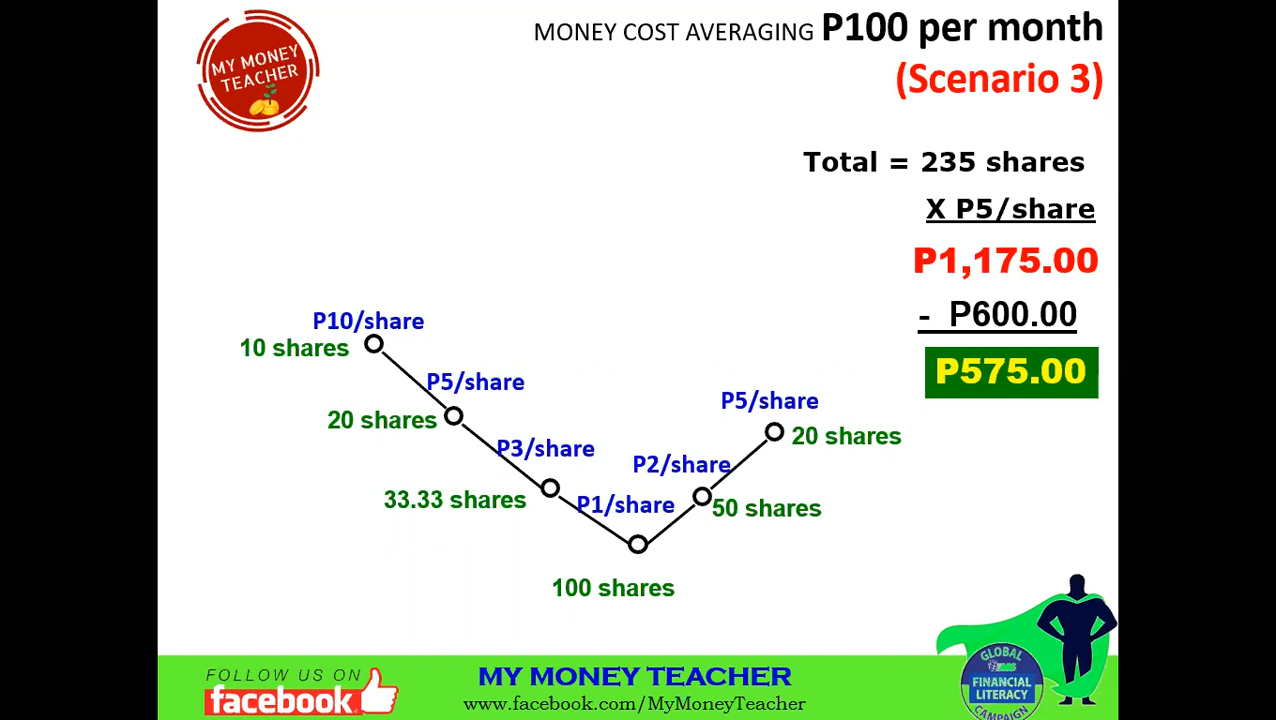 MY MONEY
TEACHER
MONEY COST AVERAGING P100 per month
(Scenario 3)
Total = 235 shares
X P5/share
P1,175.00
- P600.00
P575.00
P10/share
10 shares
P5/share
20 shares
P3/share
33.33 shares
P1/share
100 shares
P2/share
50 shares
P5/share
20 shares
FOLLOW US ON
facebook
MY MONEY TEACHER
www.facebook.com/MyMoneyTeacher
GLOBAL
FINANCIAL
LITERACY
CAMPAIGN